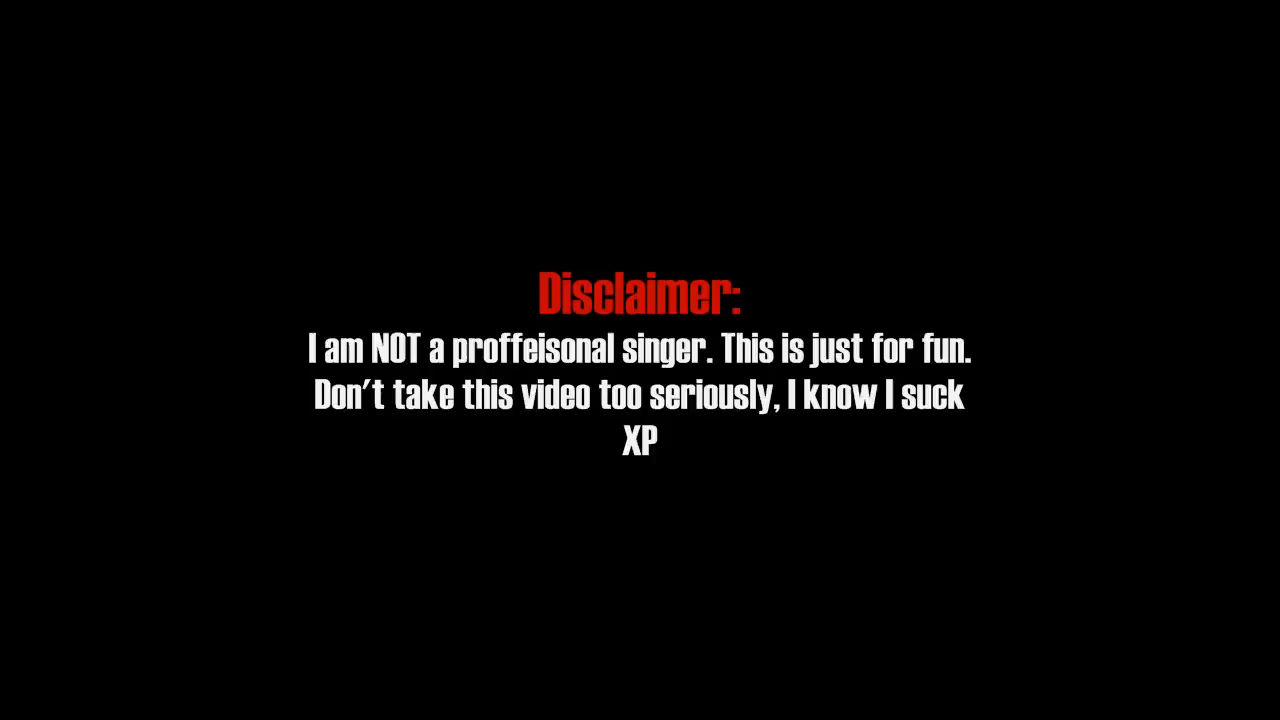 Disclaimer:
I am NOT a proffeisonal singer. This is just for fun.
Don't take this video too seriously, I know I suck
XP